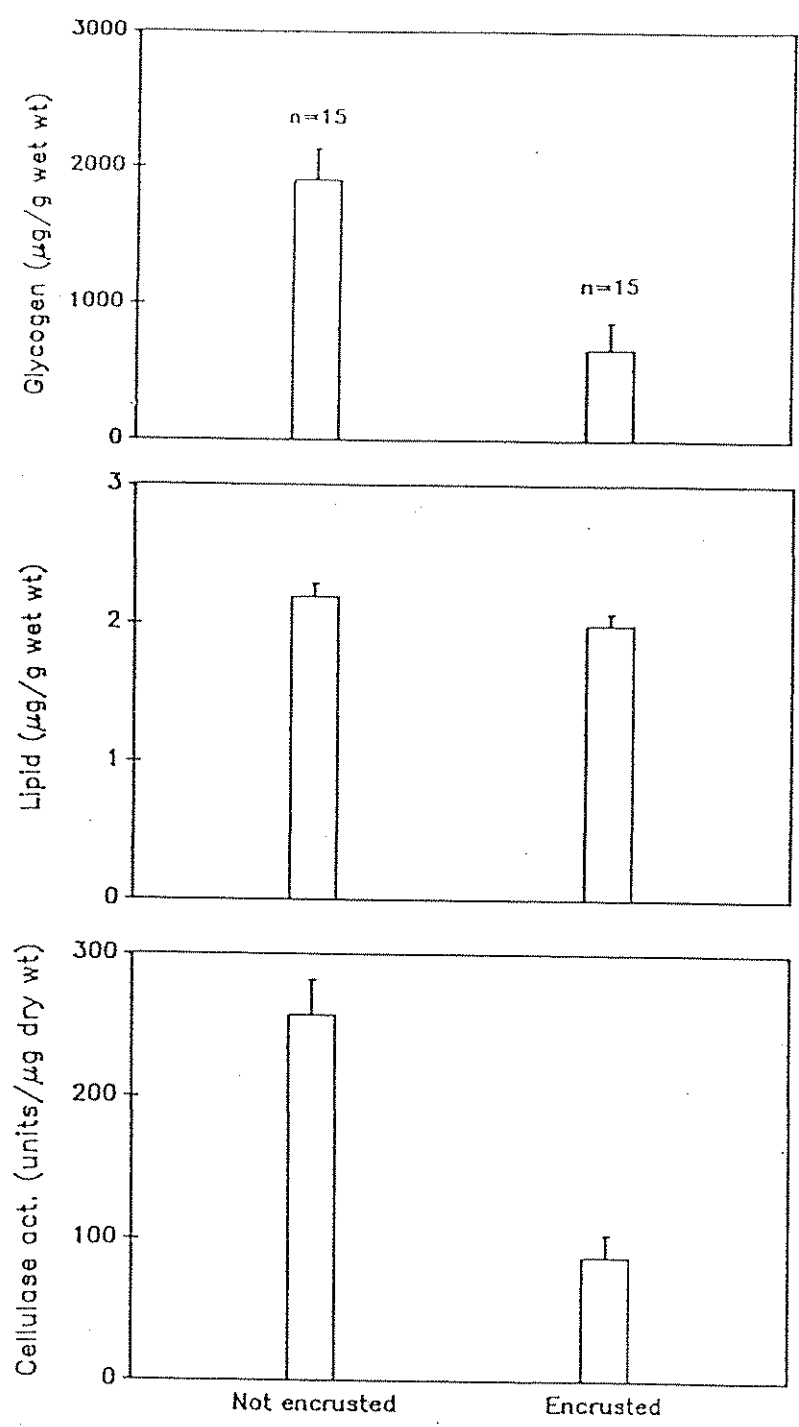 Glycogen (µg/g wet wt)
3000
2000
1000
0
n=15
n=15
Lipid (µg/g wet wt)
3
2
1
0
Cellulase act. (units/µg dry wt)
300
200
100
0
Not encrusted
Encrusted